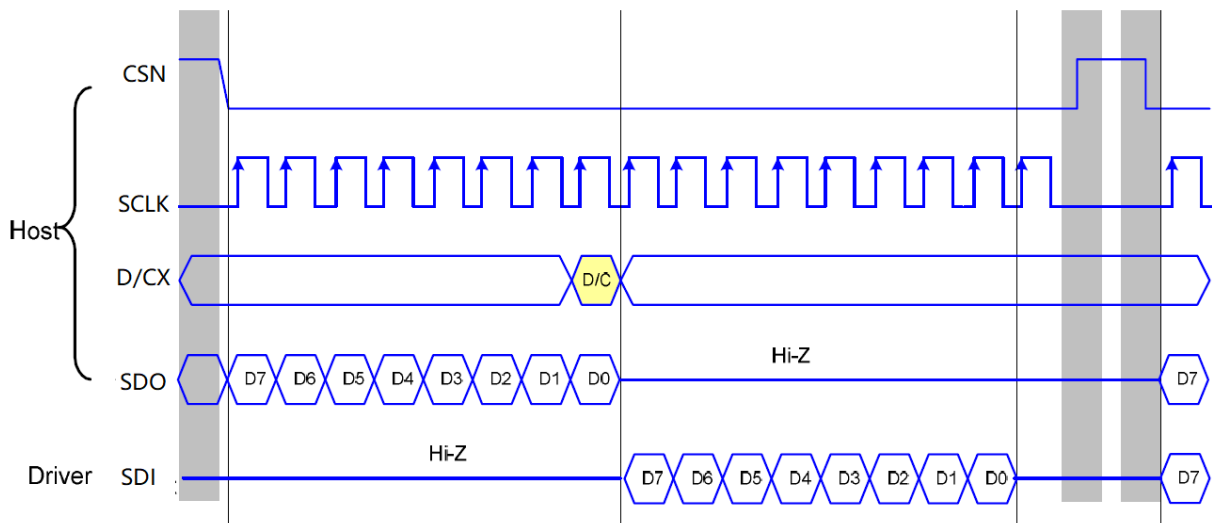 CSN
SCLK
Host
D/CX
D/C
Hi-Z
SDO D7 D6 D5 D4 D3 D2 D1 D0 D7
Hi-Z
Driver SDI D7 D6 D5 D4 D3 D2 D1 D0 D7